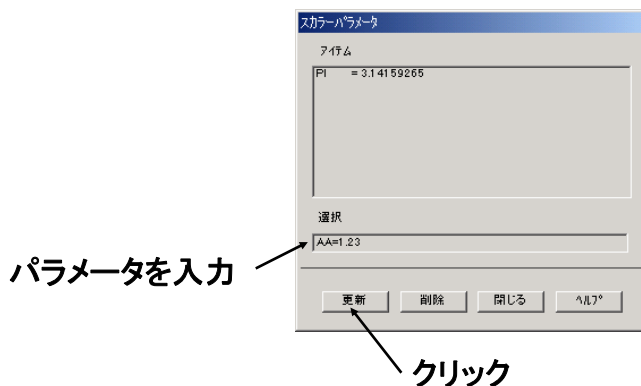 スカラーパラメータ
アイテム
PI = 3.14159265
選択
AA=1.23
パラメータを入力
更新 削除 閉じる ヘルプ
クリック